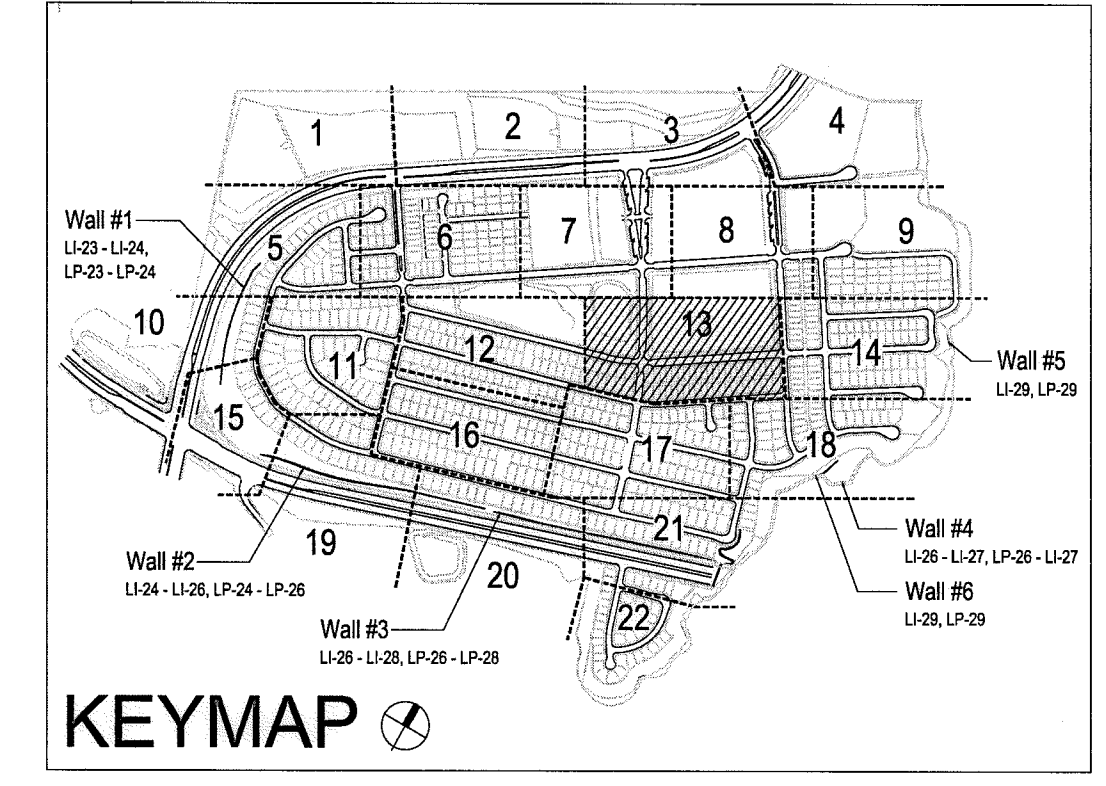 1
2
3
4
Wall #1
LI-23 - LI-24,
LP-23 - LP-24
5
6
7
8
9
10
11
12
13
14
Wall #5
LI-29, LP-29
15
16
17
18
Wall #4
LI-26 - LI-27, LP-26 - LI-27
Wall #6
LI-29, LP-29
19
20
21
22
Wall #2
LI-24 - LI-26, LP-24 - LP-26
Wall #3
LI-26 - LI-28, LP-26 - LP-28
KEYMAP